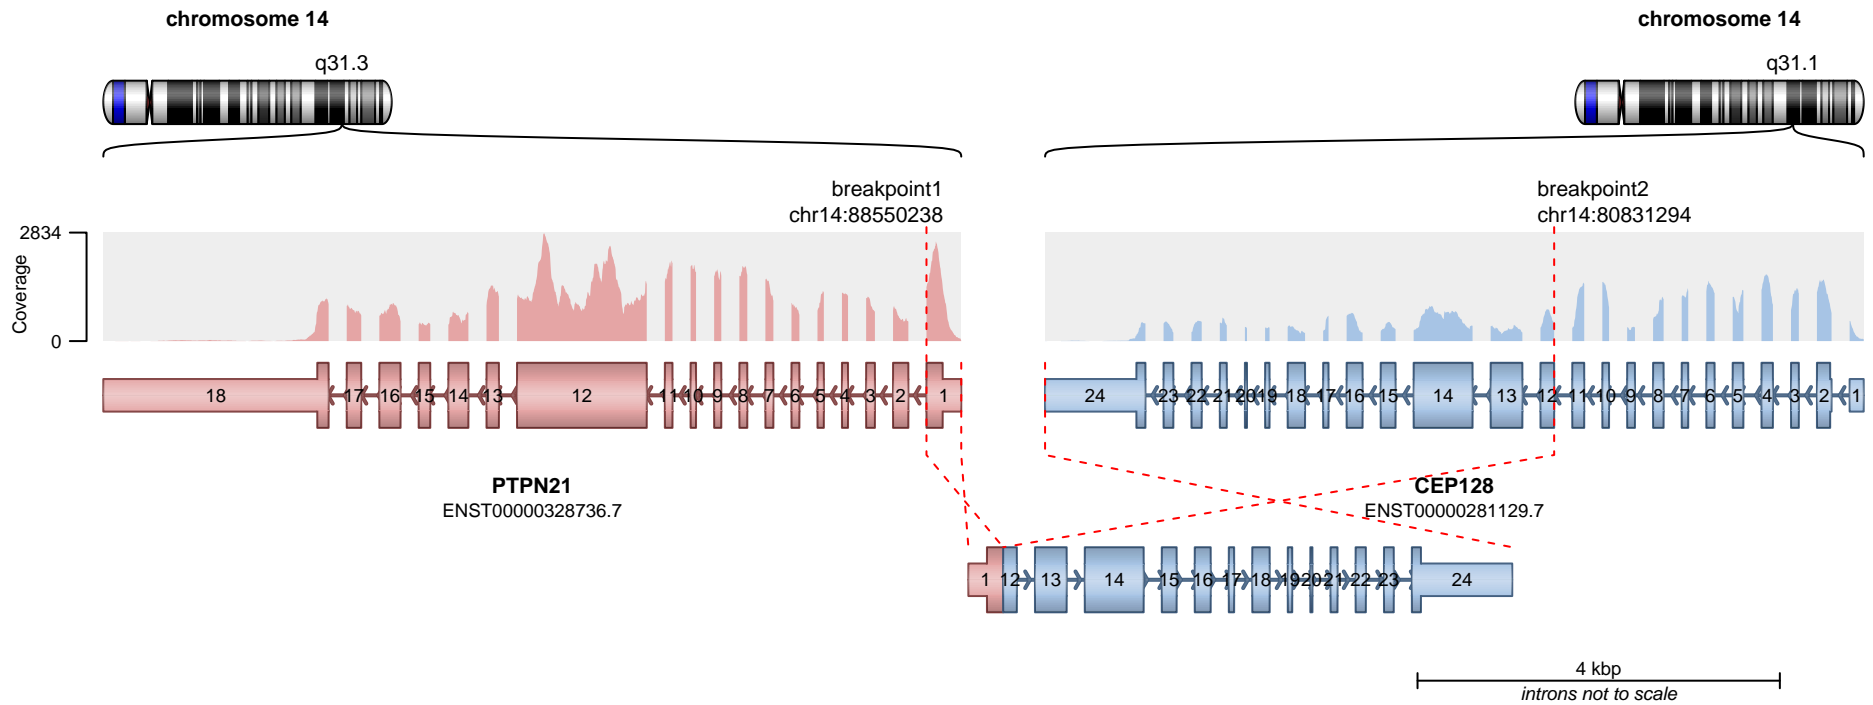 chromosome 14
chromosome 14
q31.3
q31.1
breakpoint1
chr14:88550238
breakpoint2
chr14:80831294
2834
Coverage
0
18 17 16 15 14 13 12 11 10 9 8 7 6 5 4 3 2 1
24 23 22 21 20 19 18 17 16 15 14 13 12 11 10 9 8 7 6 5 4 3 2 1
PTPN21
ENST00000328736.7
CEP128
ENST00000281129.7
1 12 13 14 15 16 17 18 19 20 21 22 23 24
4 kbp
introns not to scale